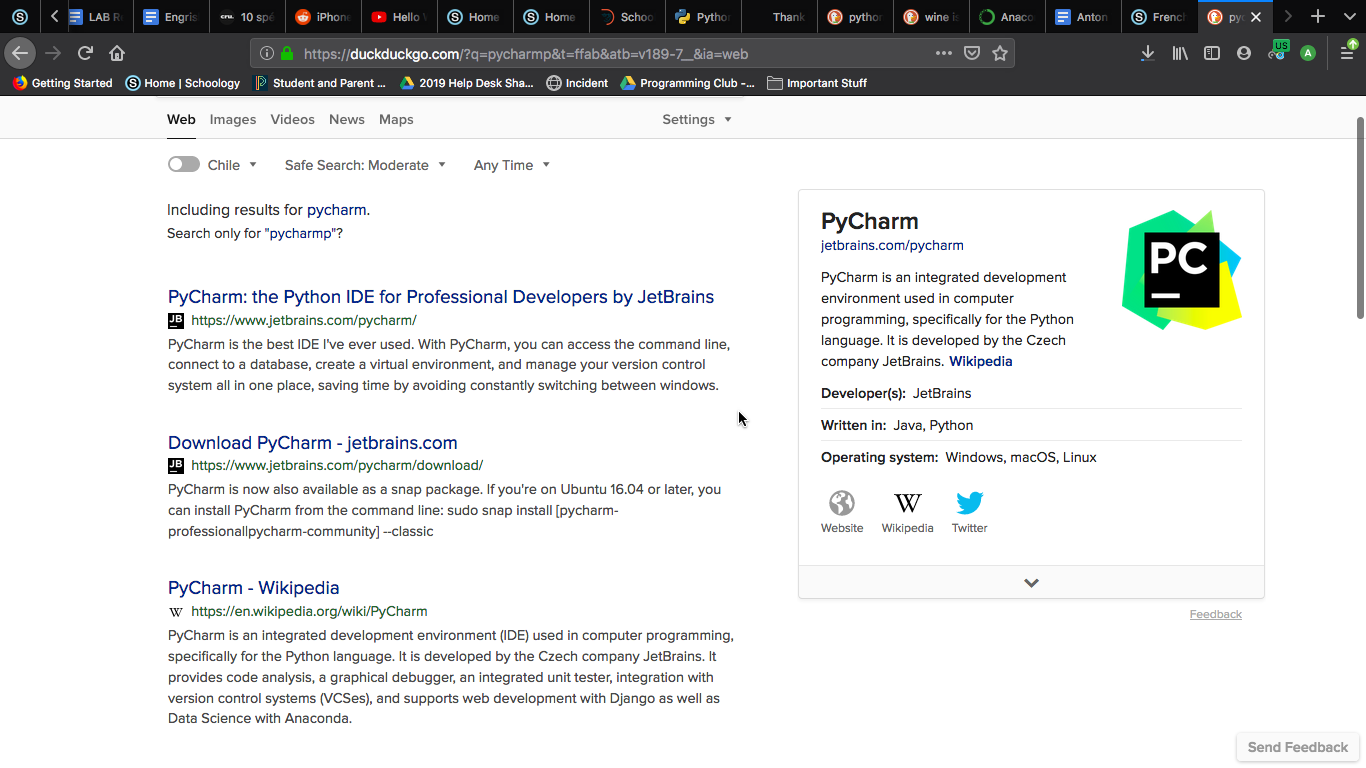 LAB Re
Engris
10 spé
iPhone
Hello
Home
Home
Schoo
Pythor
Thank
python
wine is
Anaco
Anton
French
pyc
https://duckduckgo.com/?q=pycharmp&t=ffab&atb=v189-7__&ia=web
US
A
Getting Started
Home | Schoology
Student and Parent ...
2019 Help Desk Sha...
Incident
Programming Club -...
Important Stuff
Web Images Videos News Maps Settings
Chile Safe Search: Moderate Any Time
Including results for pycharm.
Search only for "pycharmp"?
PyCharm: the Python IDE for Professional Developers by JetBrains
JB https://www.jetbrains.com/pycharm/
PyCharm is the best IDE I've ever used. With PyCharm, you can access the command line,
connect to a database, create a virtual environment, and manage your version control
system all in one place, saving time by avoiding constantly switching between windows.
Download PyCharm - jetbrains.com
JB https://www.jetbrains.com/pycharm/download/
PyCharm is now also available as a snap package. If you're on Ubuntu 16.04 or later, you
can install PyCharm from the command line: sudo snap install [pycharm-
professional|pycharm-community] --classic
PyCharm - Wikipedia
W https://en.wikipedia.org/wiki/PyCharm
PyCharm is an integrated development environment (IDE) used in computer programming,
specifically for the Python language. It is developed by the Czech company JetBrains. It
provides code analysis, a graphical debugger, an integrated unit tester, integration with
version control systems (VCSes), and supports web development with Django as well as
Data Science with Anaconda.
PyCharm
jetbrains.com/pycharm
PC
PyCharm is an integrated development
environment used in computer
programming, specifically for the Python
language. It is developed by the Czech
company JetBrains. Wikipedia
Developer(s): JetBrains
Written in: Java, Python
Operating system: Windows, macOS, Linux
W
Website Wikipedia Twitter
Feedback
Send Feedback